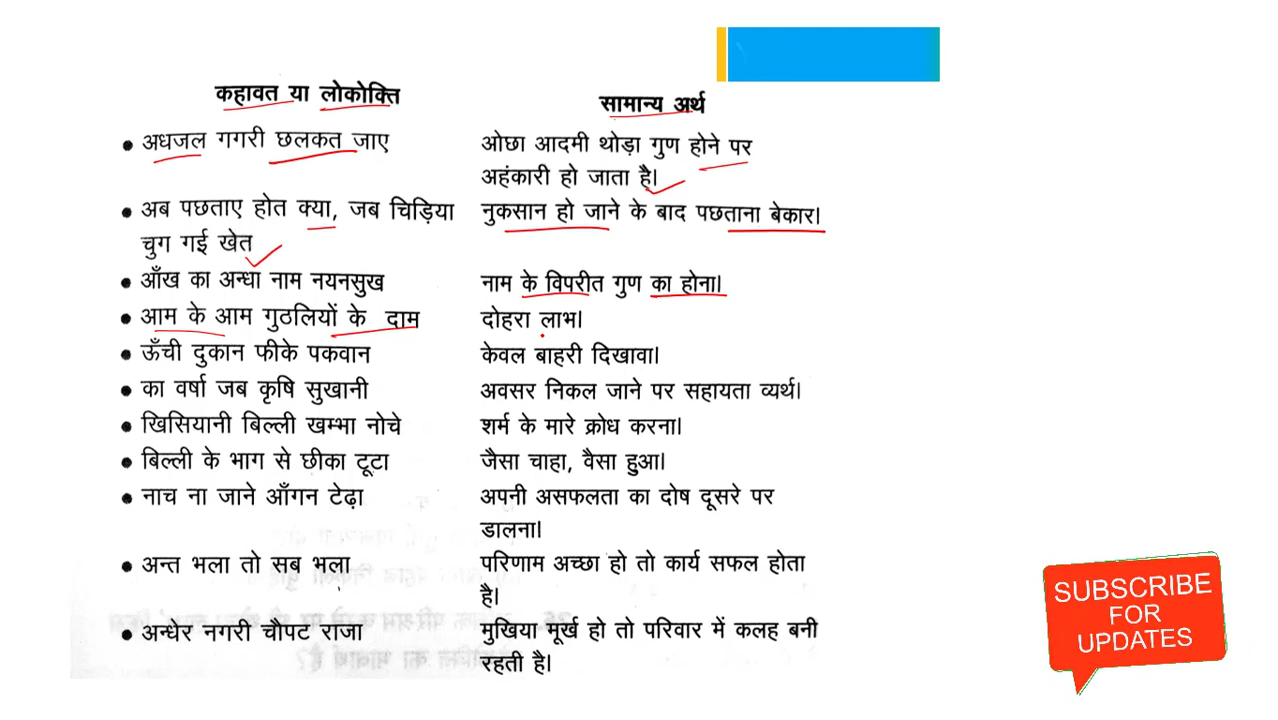 कहावत या लोकोक्ति	सामान्य अर्थ
• अधजल गगरी छलकत जाए	ओछा आदमी थोड़ा गुण होने पर
अहंकारी हो जाता है।
• अब पछताए होत क्या, जब चिड़िया	नुकसान हो जाने के बाद पछताना बेकार।
चुग गई खेत
• आँख का अन्धा नाम नयनसुख	नाम के विपरीत गुण का होना।
• आम के आम गुठलियों के दाम	दोहरा लाभ।
• ऊँची दुकान फीके पकवान	केवल बाहरी दिखावा।
• का वर्षा जब कृषि सुखानी	अवसर निकल जाने पर सहायता व्यर्थ।
• खिसियानी बिल्ली खम्भा नोचे	शर्म के मारे क्रोध करना।
• बिल्ली के भाग से छीका टूटा	जैसा चाहा, वैसा हुआ।
• नाच ना जाने आँगन टेढ़ा	अपनी असफलता का दोष दूसरे पर
डालना।
• अन्त भला तो सब भला	परिणाम अच्छा हो तो कार्य सफल होता
है।
• अन्धेर नगरी चौपट राजा	मुखिया मूर्ख हो तो परिवार में कलह बनी
रहती है।
SUBSCRIBE
FOR
UPDATES